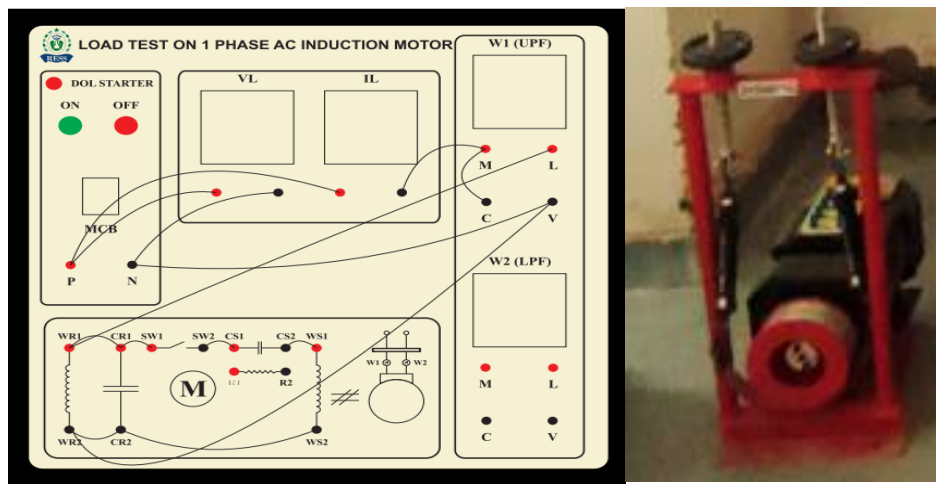 RESS
LOAD TEST ON 1 PHASE AC INDUCTION MOTOR
DOL STARTER
ON OFF
MCB
P N
VL IL
W1 (UPF)
M L
C V
W2 (LPF)
M L
C V
WR1 CR1 SW1 SW2 CS1 CS2 WS1
R2
M
W1 W2
WR2 CR2 WS2